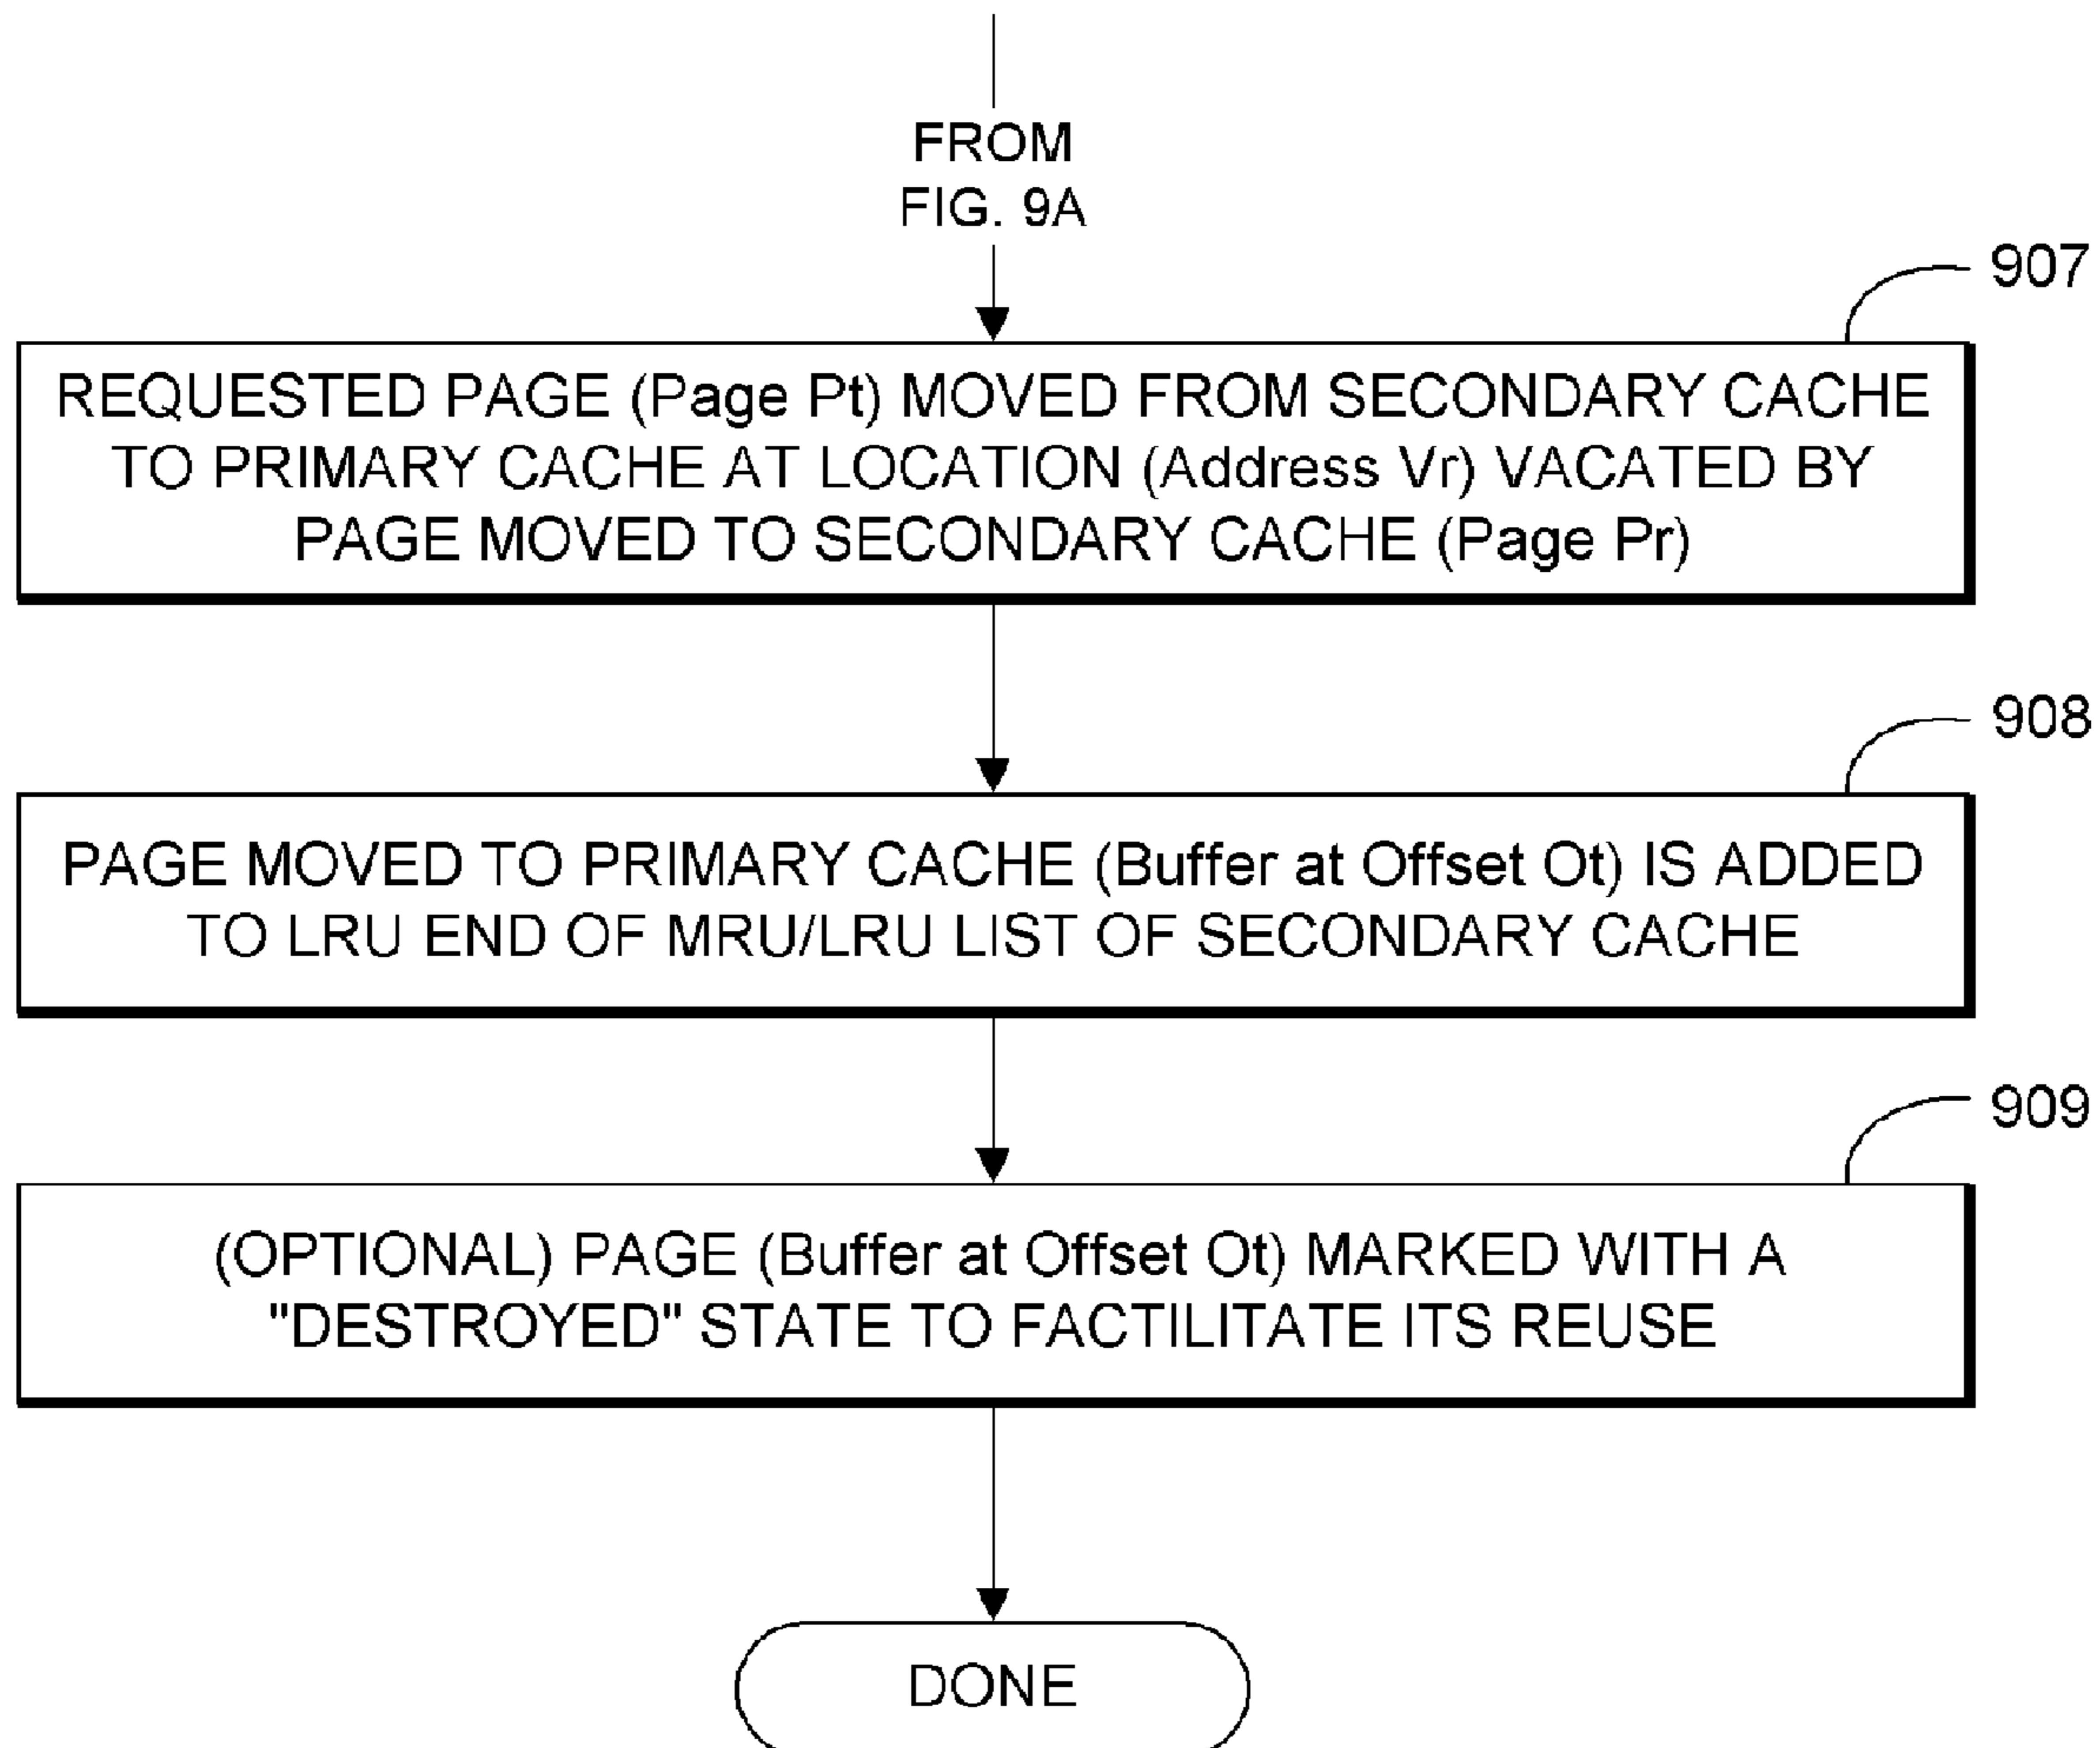 FROM
FIG. 9A
907
REQUESTED PAGE (Page Pt) MOVED FROM SECONDARY CACHE
TO PRIMARY CACHE AT LOCATION (Address Vr) VACATED BY
PAGE MOVED TO SECONDARY CACHE (Page Pr)
908
PAGE MOVED TO PRIMARY CACHE (Buffer at Offset Ot) IS ADDED
TO LRU END OF MRU/LRU LIST OF SECONDARY CACHE
909
(OPTIONAL) PAGE (Buffer at Offset Ot) MARKED WITH A
"DESTROYED" STATE TO FACTILITATE ITS REUSE
DONE